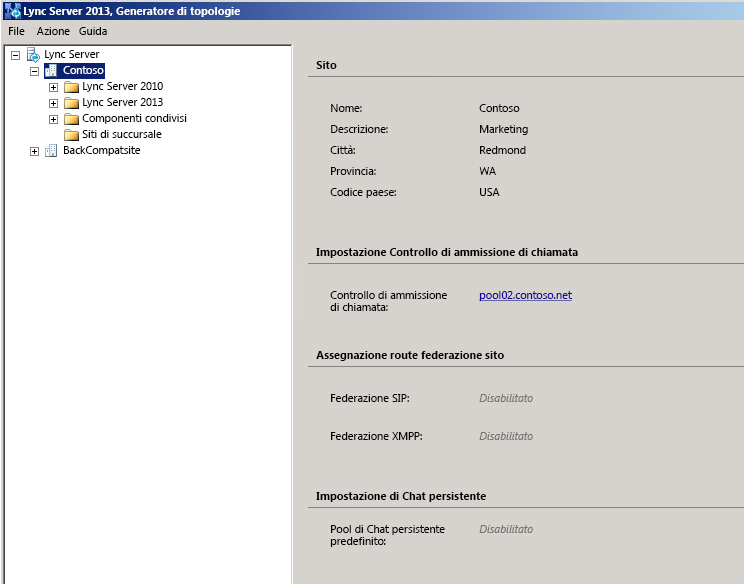 Lync Server 2013, Generatore di topologie
File Azione Guida
Lync Server
Contoso
Lync Server 2010
Lync Server 2013
Componenti condivisi
Siti di succursale
BackCompatsite
Sito
Nome: Contoso
Descrizione: Marketing
Città: Redmond
Provincia: WA
Codice paese: USA
Impostazione Controllo di ammissione di chiamata
Controllo di ammissione pool02.contoso.net
di chiamata:
Assegnazione route federazione sito
Federazione SIP: Disabilitato
Federazione XMPP: Disabilitato
Impostazione di Chat persistente
Pool di Chat persistente Disabilitato
predefinito: